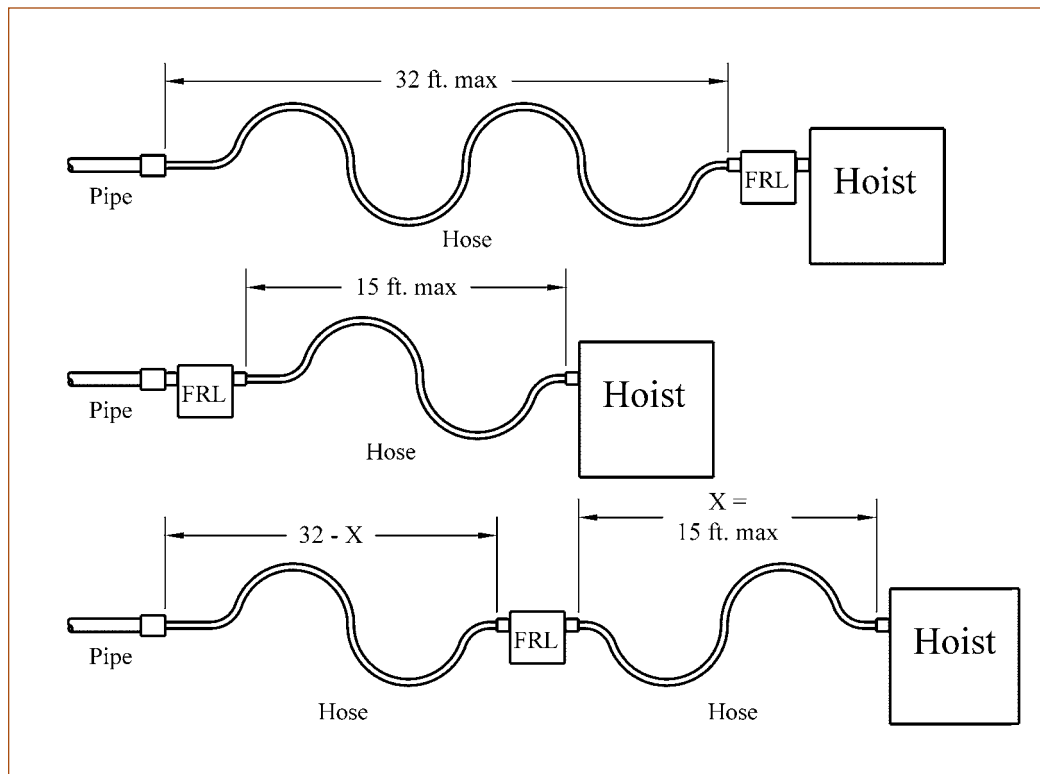 32 ft. max
Pipe
FRL
Hoist
Hose
15 ft. max
Pipe
FRL
Hoist
Hose
32 - X
X =
15 ft. max
Pipe
FRL
Hoist
Hose
Hose